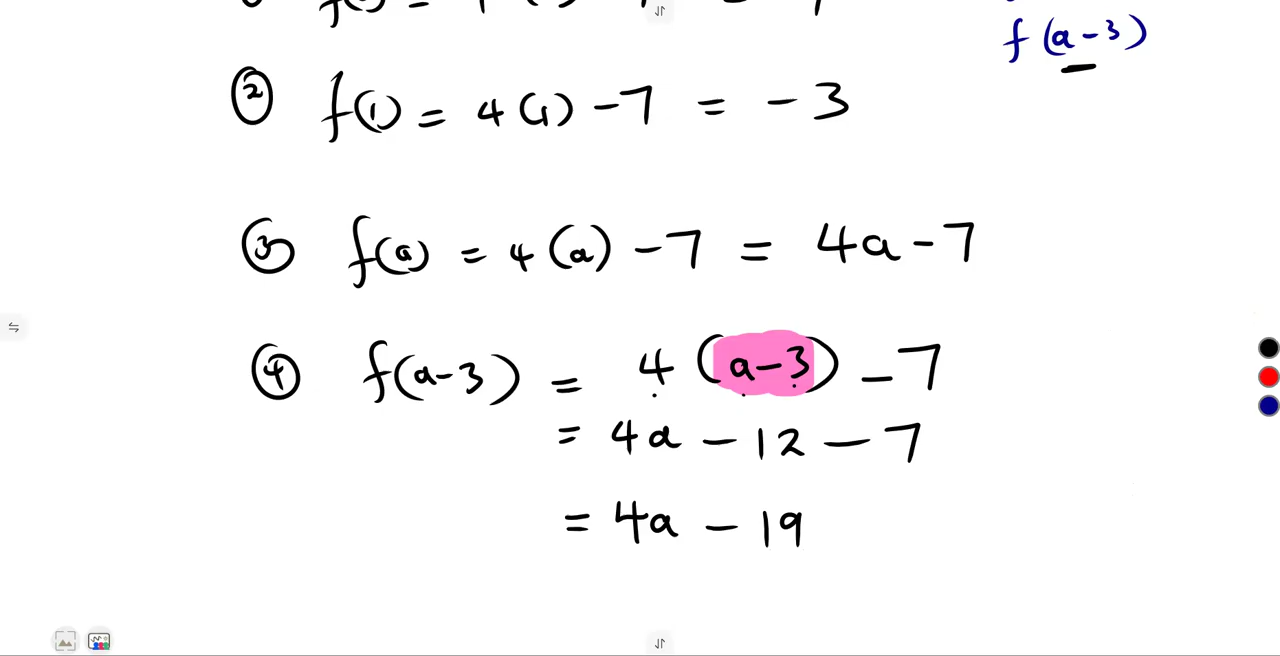 f(a-3)
② f(1) = 4(1) -7 = -3
③ f(a) = 4(a) -7 = 4a-7
④ f(a-3) = 4(a-3) -7
= 4a - 12 - 7
= 4a - 19